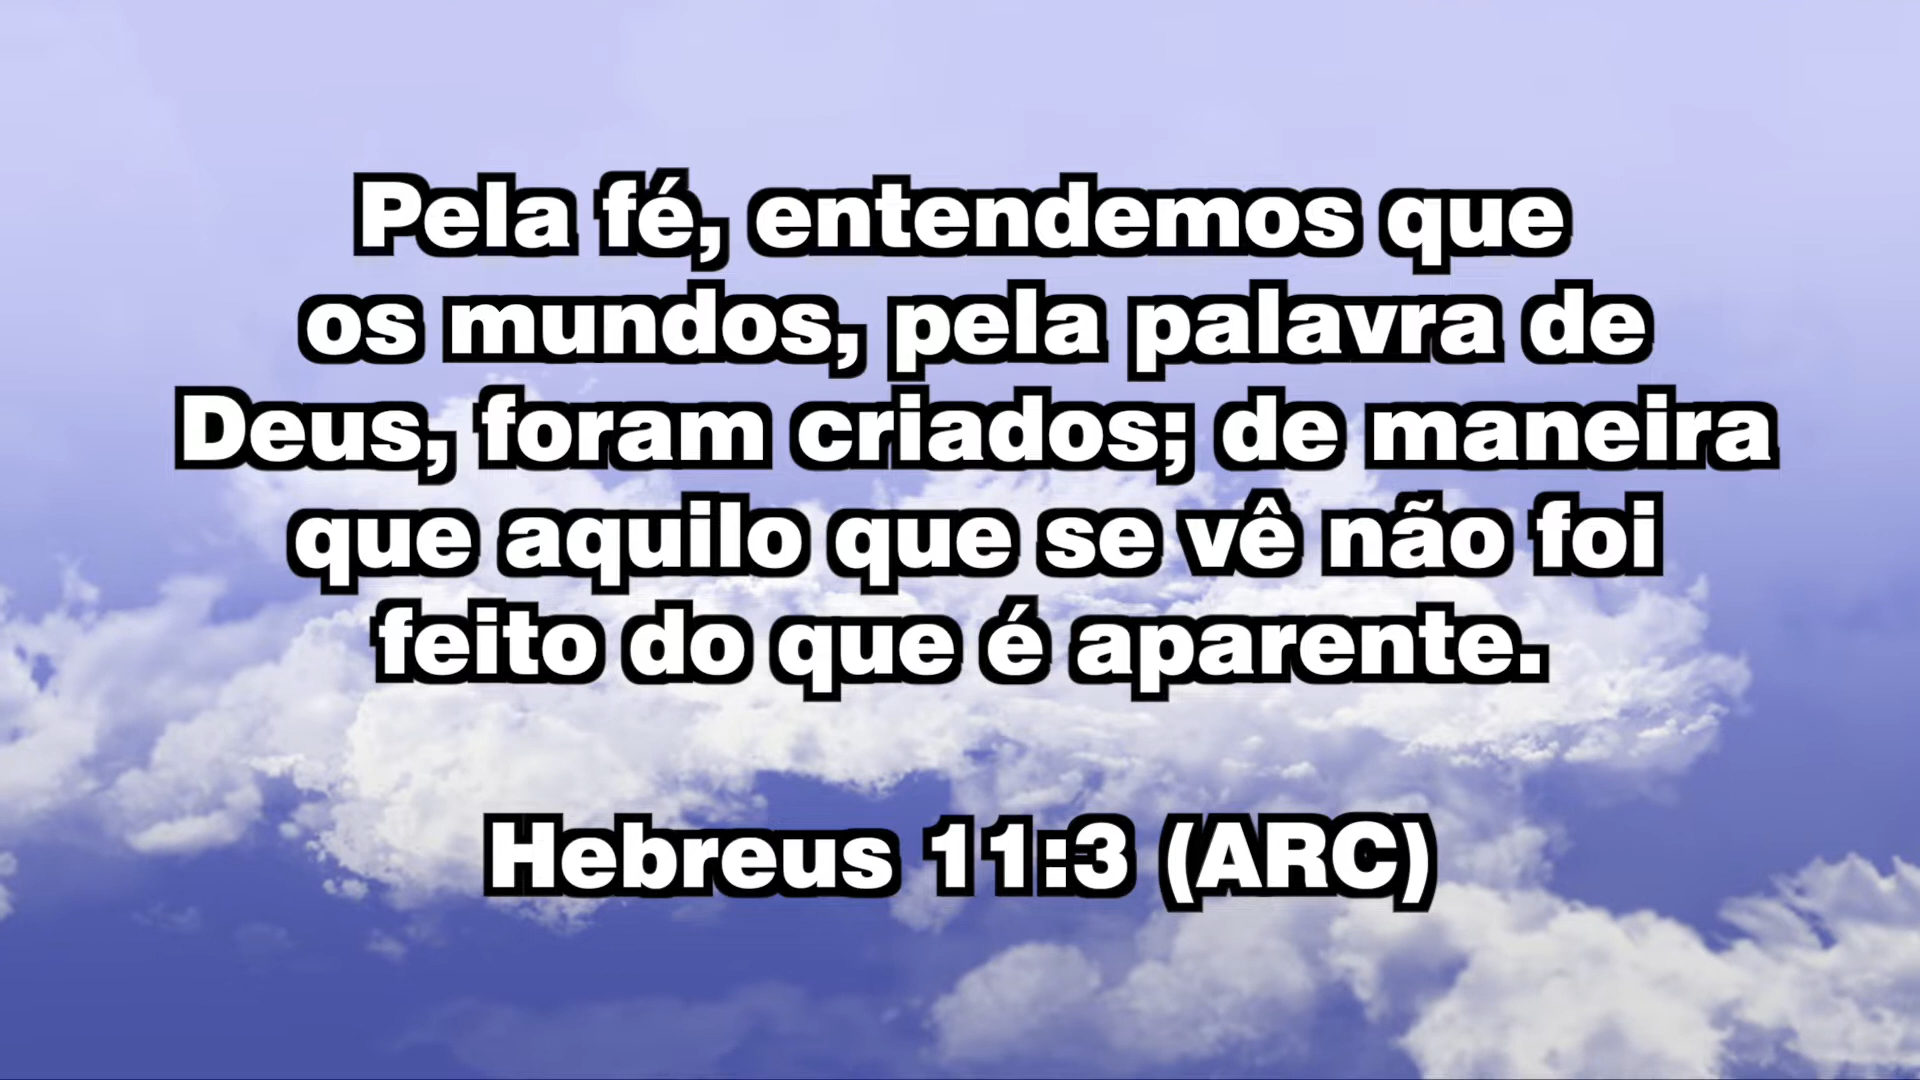 Pela fé, entendemos que
os mundos, pela palavra de
Deus, foram criados; de maneira
que aquilo que se vê não foi
feito do que é aparente.
Hebreus 11:3 (ARC)